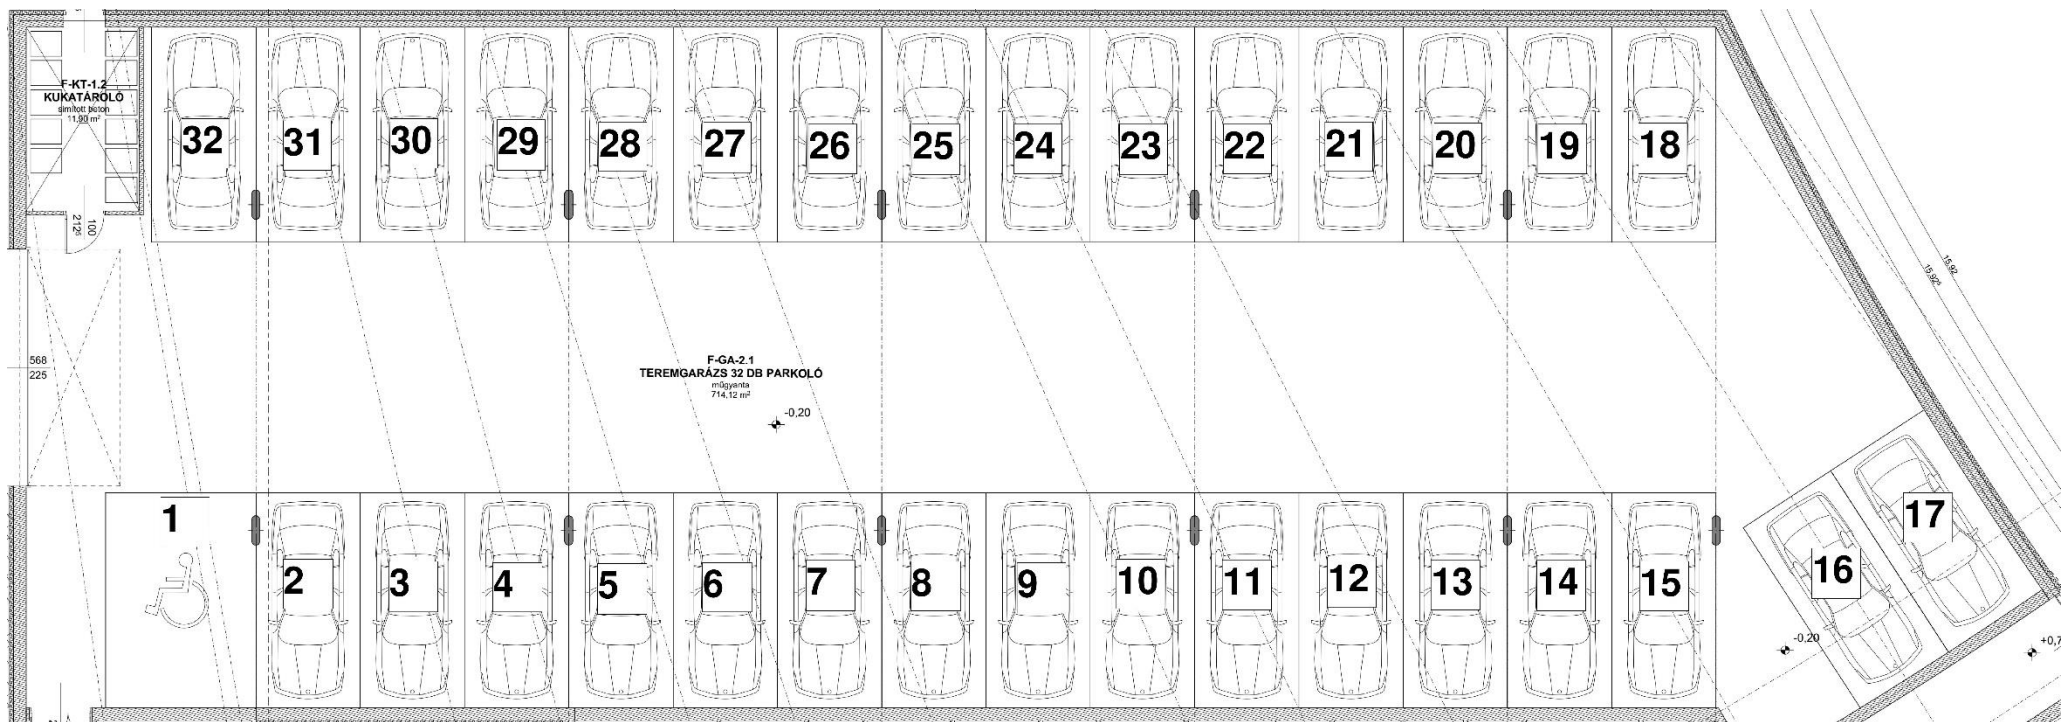 F-KT-1.2
KUKATÁROLÓ
simított beton
11,90 m²
32 31 30 29 28 27 26 25 24 23 22 21 20 19 18
100
212⁵
15,92
15,92⁵
568
225
F-GA-2.1
TEREMGARÁZS 32 DB PARKOLÓ
műgyanta
714,12 m²
-0,20
1
17
16
2 3 4 5 6 7 8 9 10 11 12 13 14 15
-0,20